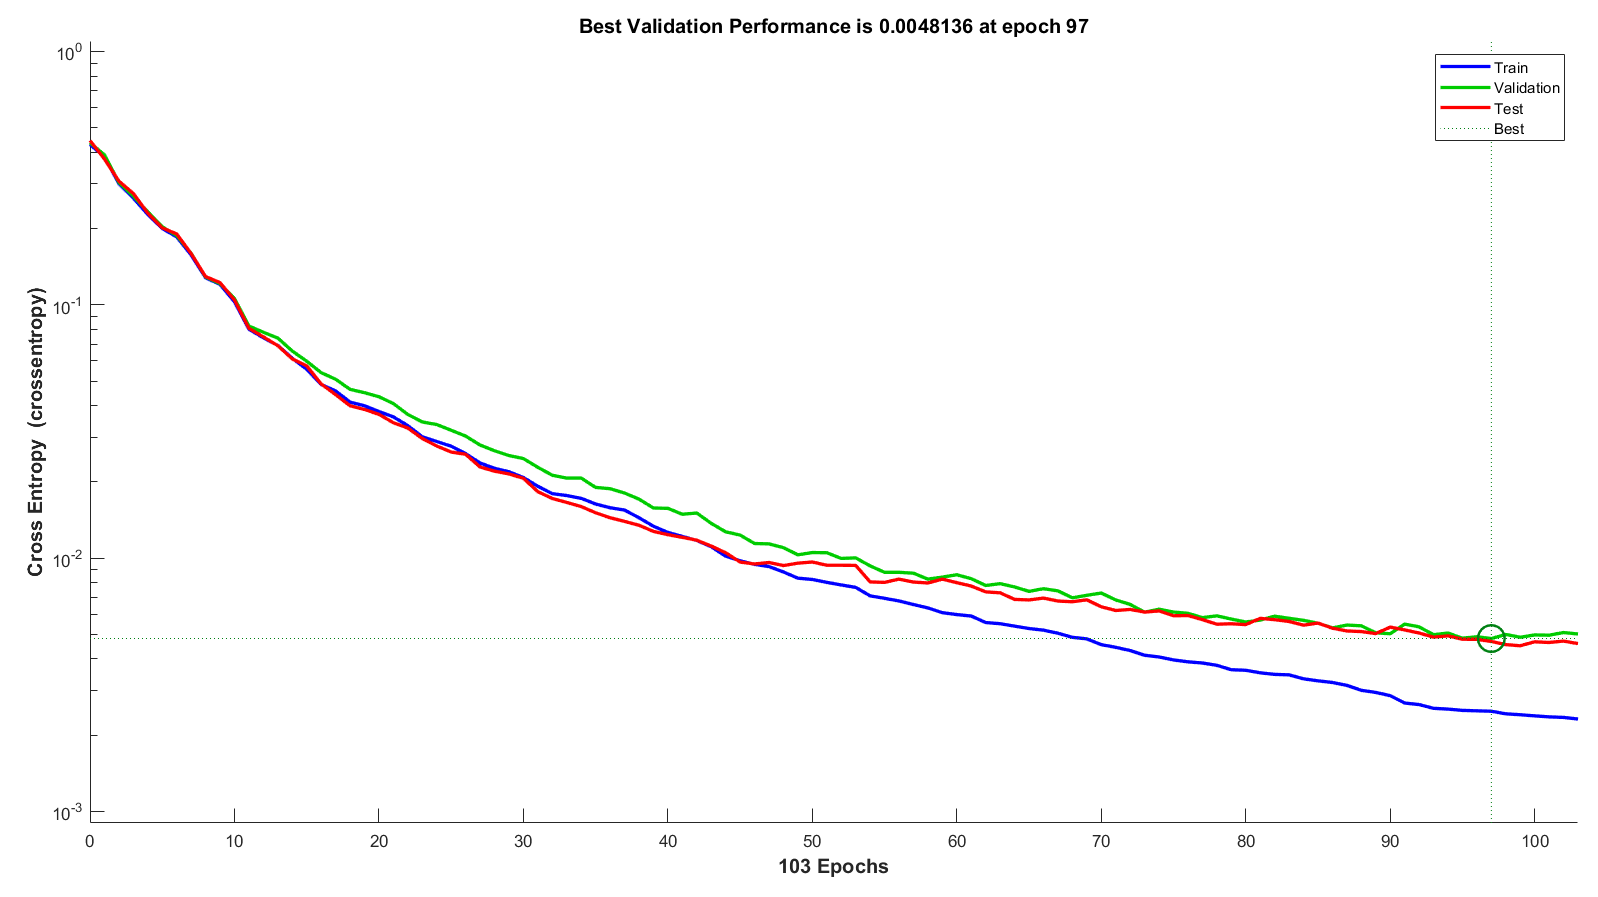 Best Validation Performance is 0.0048136 at epoch 97
Cross Entropy (crossentropy)
10^0
10^-1
10^-2
10^-3
Train
Validation
Test
Best
0 10 20 30 40 50 60 70 80 90 100
103 Epochs